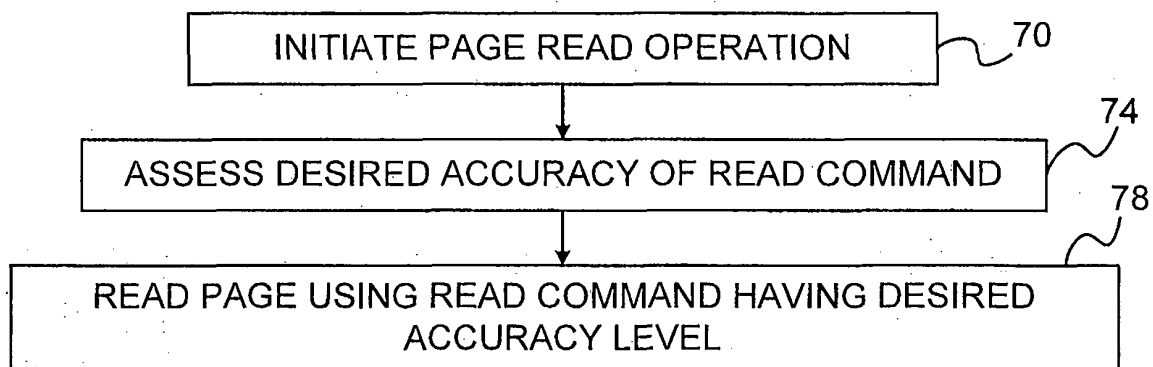 INITIATE PAGE READ OPERATION
70
ASSESS DESIRED ACCURACY OF READ COMMAND
74
READ PAGE USING READ COMMAND HAVING DESIRED
ACCURACY LEVEL
78